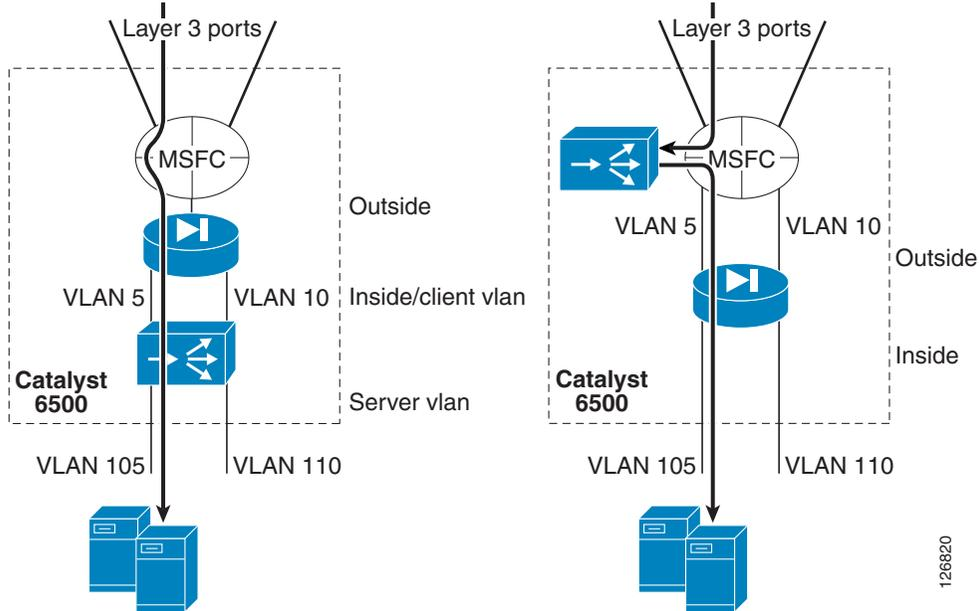 Layer 3 ports
MSFC
Outside
VLAN 5
VLAN 10
Inside/client vlan
Catalyst
6500
Server vlan
VLAN 105
VLAN 110
Layer 3 ports
MSFC
VLAN 5
VLAN 10
Outside
Inside
Catalyst
6500
VLAN 105
VLAN 110
126820